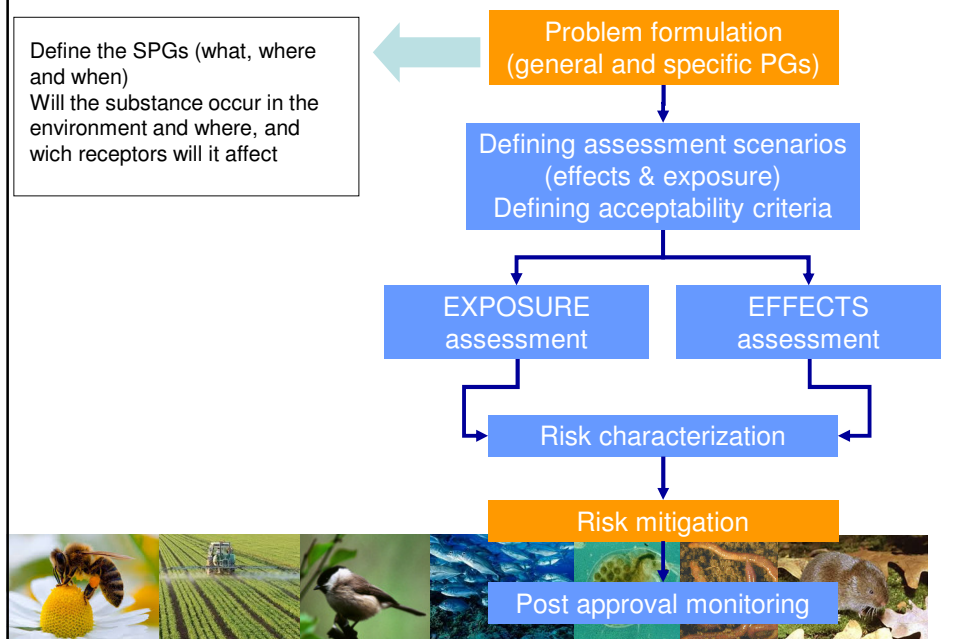 Define the SPGs (what, where
and when)
Will the substance occur in the
environment and where, and
wich receptors will it affect
Problem formulation
(general and specific PGs)
Defining assessment scenarios
(effects & exposure)
Defining acceptability criteria
EXPOSURE
assessment
EFFECTS
assessment
Risk characterization
Risk mitigation
Post approval monitoring